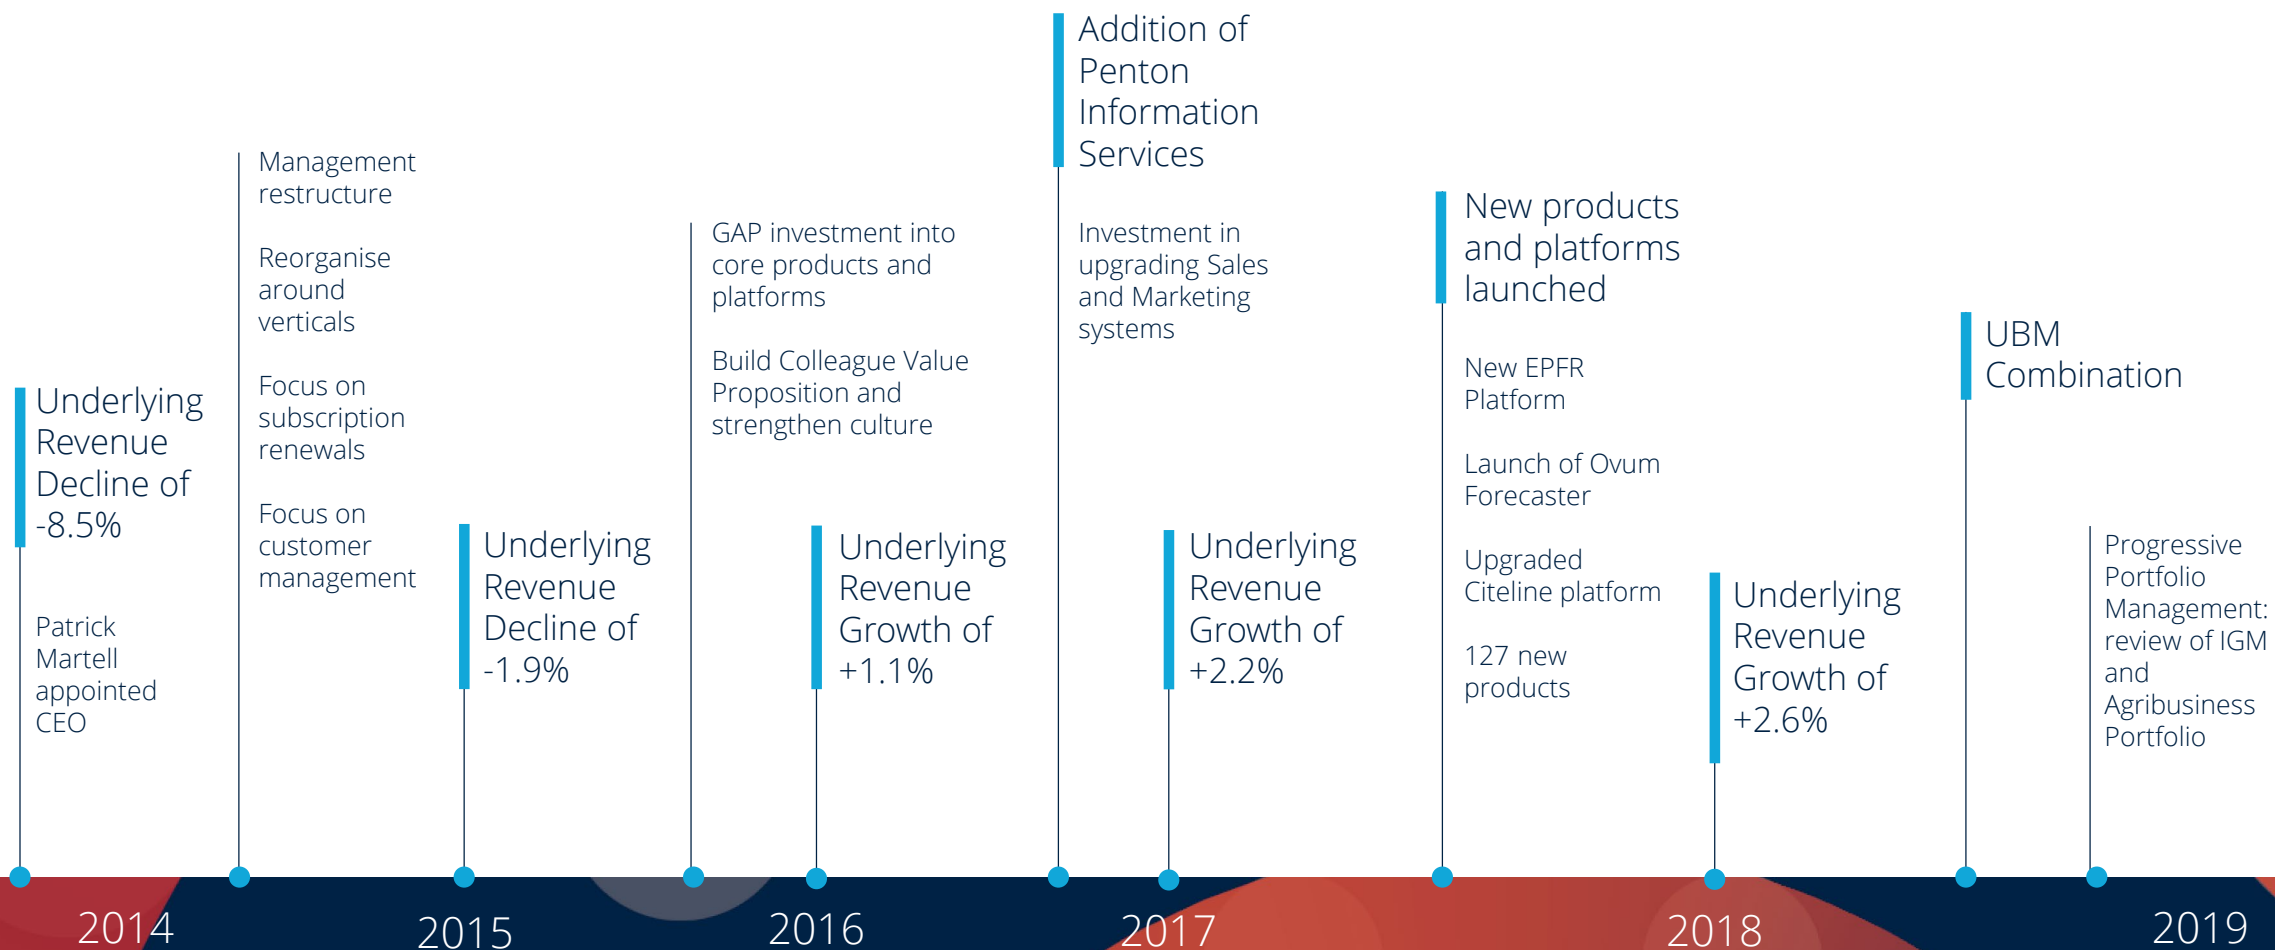 Underlying
Revenue
Decline of
-8.5%
Patrick
Martell
appointed
CEO
Management
restructure
Reorganise
around
verticals
Focus on
subscription
renewals
Focus on
customer
management
Underlying
Revenue
Decline of
-1.9%
GAP investment into
core products and
platforms
Build Colleague Value
Proposition and
strengthen culture
Underlying
Revenue
Growth of
+1.1%
Addition of
Penton
Information
Services
Investment in
upgrading Sales
and Marketing
systems
Underlying
Revenue
Growth of
+2.2%
New products
and platforms
launched
New EPFR
Platform
Launch of Ovum
Forecaster
Upgraded
Citeline platform
127 new
products
Underlying
Revenue
Growth of
+2.6%
UBM
Combination
Progressive
Portfolio
Management:
review of IGM
and
Agribusiness
Portfolio
2014
2015
2016
2017
2018
2019